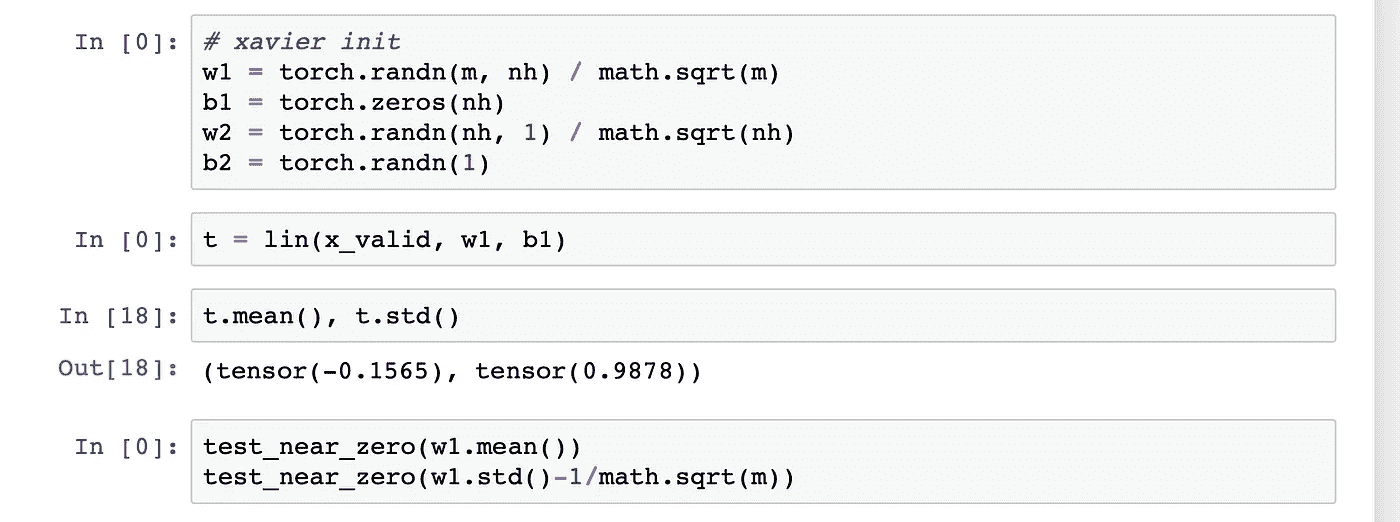 In [0]: # xavier init
w1 = torch.randn(m, nh) / math.sqrt(m)
b1 = torch.zeros(nh)
w2 = torch.randn(nh, 1) / math.sqrt(nh)
b2 = torch.randn(1)
In [0]: t = lin(x_valid, w1, b1)
In [18]: t.mean(), t.std()
Out[18]: (tensor(-0.1565), tensor(0.9878))
In [0]: test_near_zero(w1.mean())
test_near_zero(w1.std()-1/math.sqrt(m))